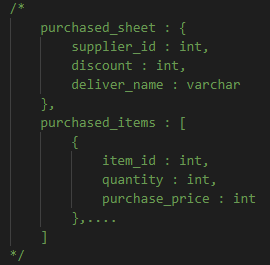 /*
purchased_sheet : {
supplier_id : int,
discount : int,
deliver_name : varchar
},
purchased_items : [
{
item_id : int,
quantity : int,
purchase_price : int
},....
]
*/